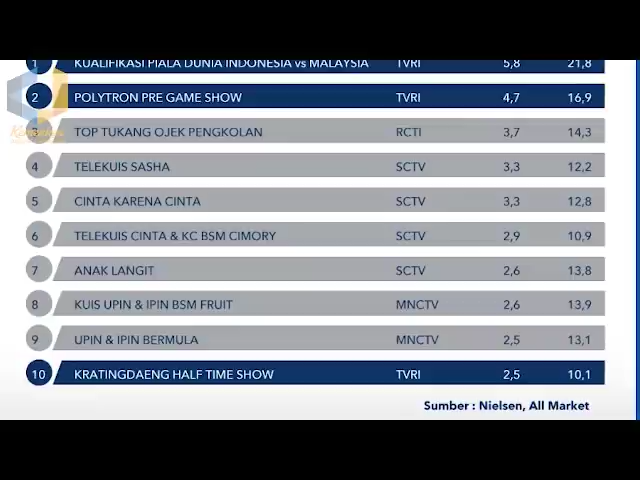 1 KUALIFIKASI PIALA DUNIA INDONESIA vs MALAYSIA TVRI 5,8 21,8
2 POLYTRON PRE GAME SHOW TVRI 4,7 16,9
3 TOP TUKANG OJEK PENGKOLAN RCTI 3,7 14,3
4 TELEKUIS SASHA SCTV 3,3 12,2
5 CINTA KARENA CINTA SCTV 3,3 12,8
6 TELEKUIS CINTA & KC BSM CIMORY SCTV 2,9 10,9
7 ANAK LANGIT SCTV 2,6 13,8
8 KUIS UPIN & IPIN BSM FRUIT MNCTV 2,6 13,9
9 UPIN & IPIN BERMULA MNCTV 2,5 13,1
10 KRATINGDAENG HALF TIME SHOW TVRI 2,5 10,1
Sumber : Nielsen, All Market